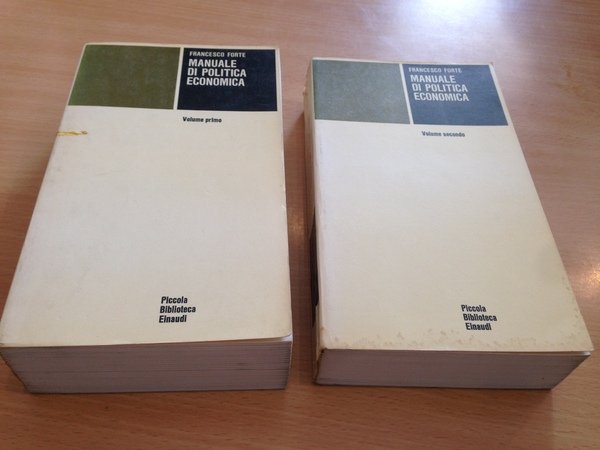 FRANCESCO FORTE
MANUALE
DI POLITICA
ECONOMICA
Volume primo
Piccola
Biblioteca
Einaudi
FRANCESCO FORTE
MANUALE
DI POLITICA
ECONOMICA
Volume secondo
Piccola
Biblioteca
Einaudi